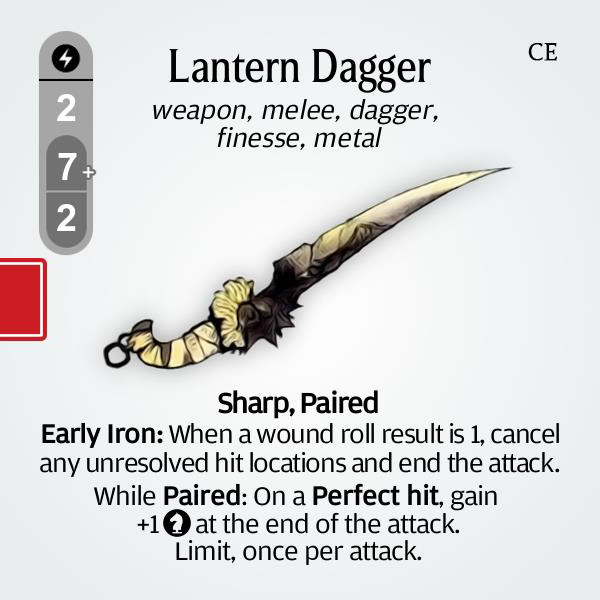 Lantern Dagger
CE
weapon, melee, dagger,
finesse, metal
2
7+
2
Sharp, Paired
Early Iron: When a wound roll result is 1, cancel
any unresolved hit locations and end the attack.
While Paired: On a Perfect hit, gain
+1 at the end of the attack.
Limit, once per attack.